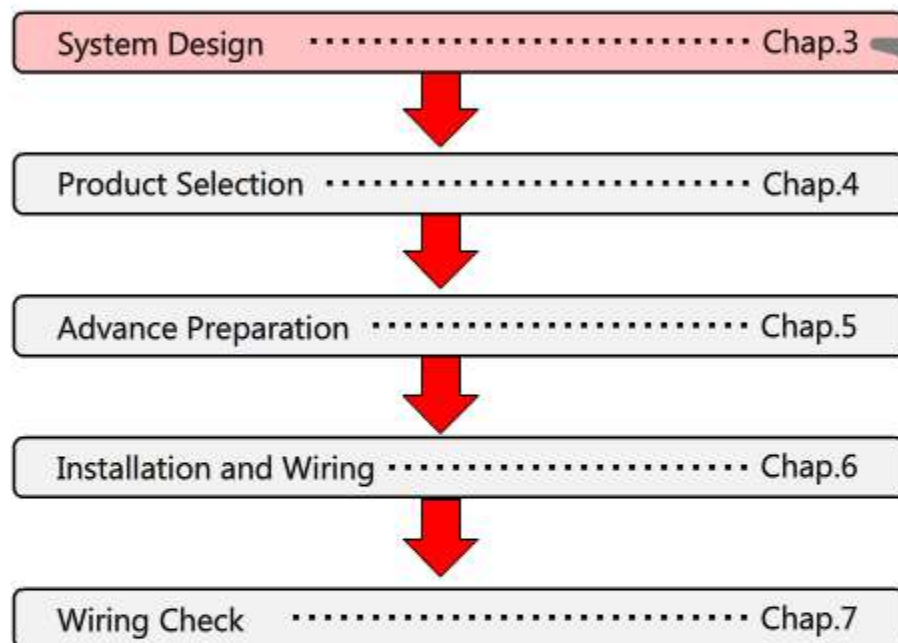 System Design ・・・・・・・・・・・・・・・・・・・・・・・・・・・ Chap.3
Product Selection ・・・・・・・・・・・・・・・・・・・・・・・・・・ Chap.4
Advance Preparation ・・・・・・・・・・・・・・・・・・・・・・・ Chap.5
Installation and Wiring ・・・・・・・・・・・・・・・・・・・・・・ Chap.6
Wiring Check ・・・・・・・・・・・・・・・・・・・・・・・・・・・・ Chap.7